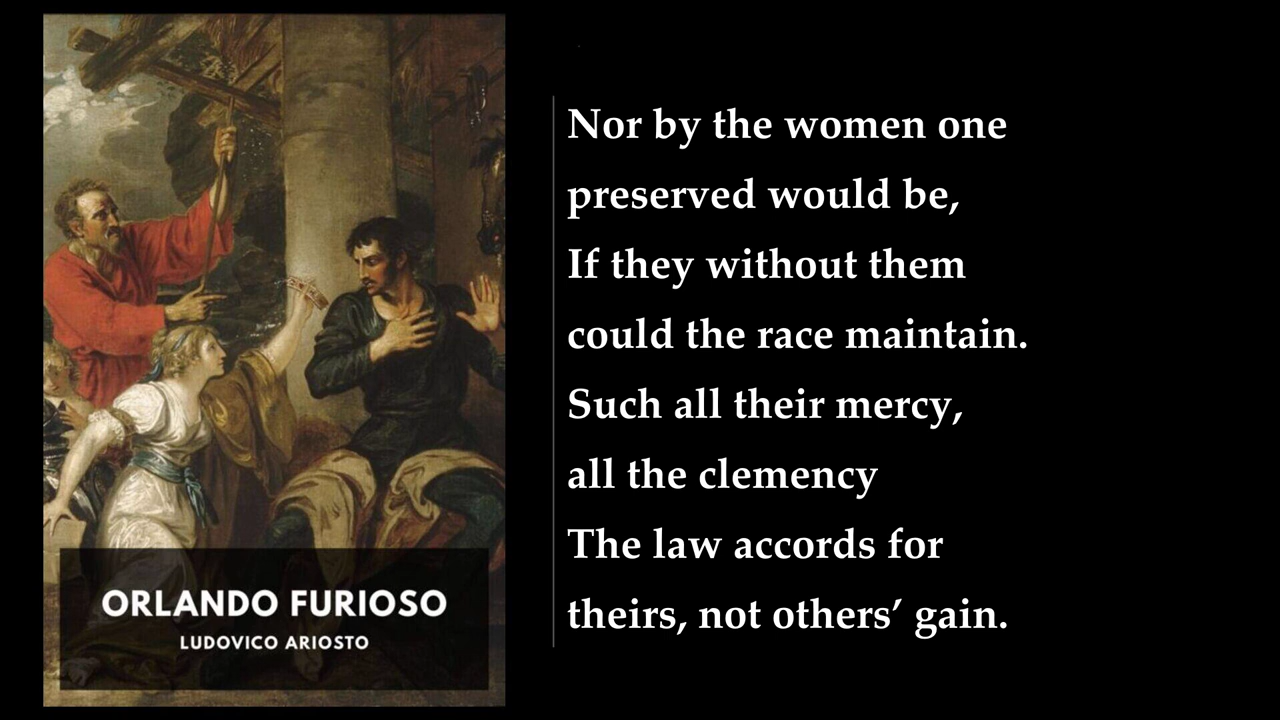 ORLANDO FURIOSO
LUDOVICO ARIOSTO
Nor by the women one
preserved would be,
If they without them
could the race maintain.
Such all their mercy,
all the clemency
The law accords for
theirs, not others’ gain.